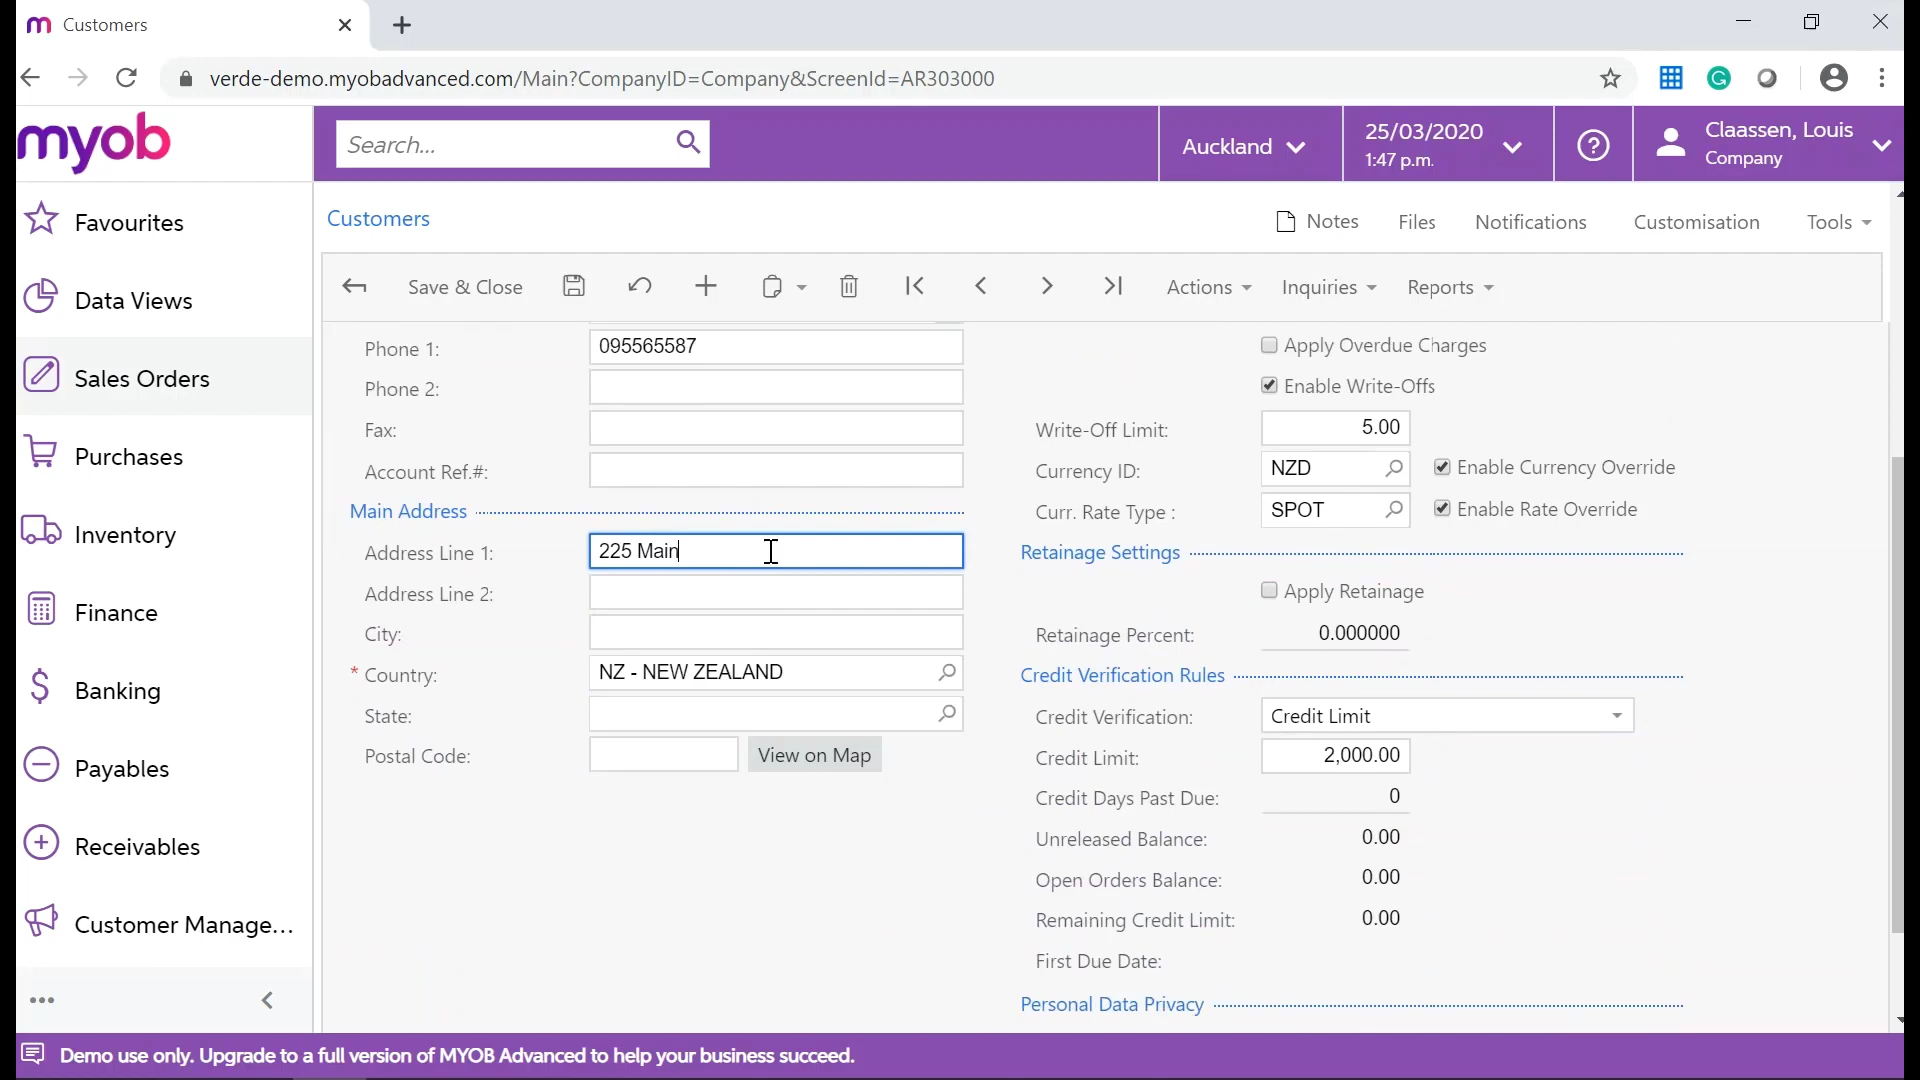 Customers
verde-demo.myobadvanced.com/Main?CompanyID=Company&ScreenId=AR303000
myob
Search...
Auckland
25/03/2020
1:47 p.m.
Claassen, Louis
Company
Favourites
Data Views
Sales Orders
Purchases
Inventory
Finance
Banking
Payables
Receivables
Customer Manage...
Customers
Notes Files Notifications Customisation Tools
Save & Close Actions Inquiries Reports
Phone 1: 095565587
Phone 2:
Fax:
Account Ref.#:
Main Address
Address Line 1: 225 Main
Address Line 2:
City:
* Country: NZ - NEW ZEALAND
State:
Postal Code: View on Map
Apply Overdue Charges
Enable Write-Offs
Write-Off Limit: 5.00
Currency ID: NZD Enable Currency Override
Curr. Rate Type : SPOT Enable Rate Override
Retainage Settings
Apply Retainage
Retainage Percent: 0.000000
Credit Verification Rules
Credit Verification: Credit Limit
Credit Limit: 2,000.00
Credit Days Past Due: 0
Unreleased Balance: 0.00
Open Orders Balance: 0.00
Remaining Credit Limit: 0.00
First Due Date:
Personal Data Privacy
Demo use only. Upgrade to a full version of MYOB Advanced to help your business succeed.